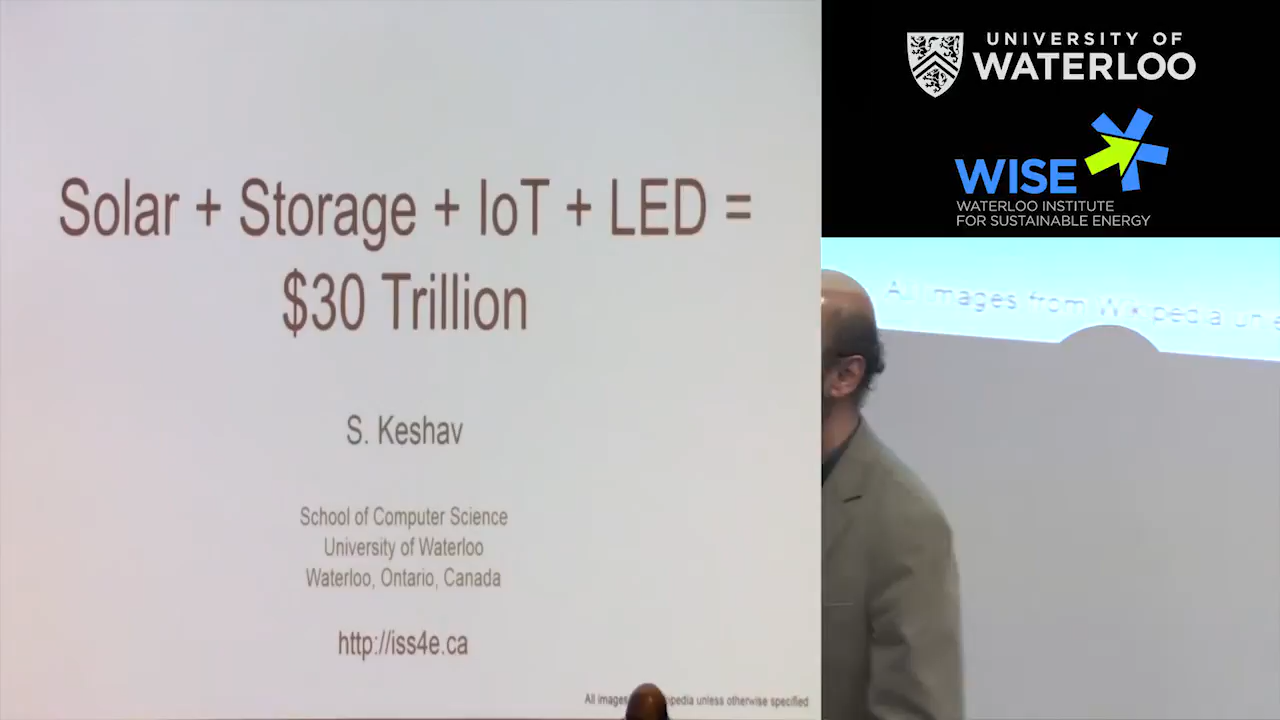 Solar + Storage + IoT + LED =
$30 Trillion
S. Keshav
School of Computer Science
University of Waterloo
Waterloo, Ontario, Canada
http://iss4e.ca
All images pedia unless otherwise specified
UNIVERSITY OF
WATERLOO
WISE
WATERLOO INSTITUTE
FOR SUSTAINABLE ENERGY
All images from Wikipedia